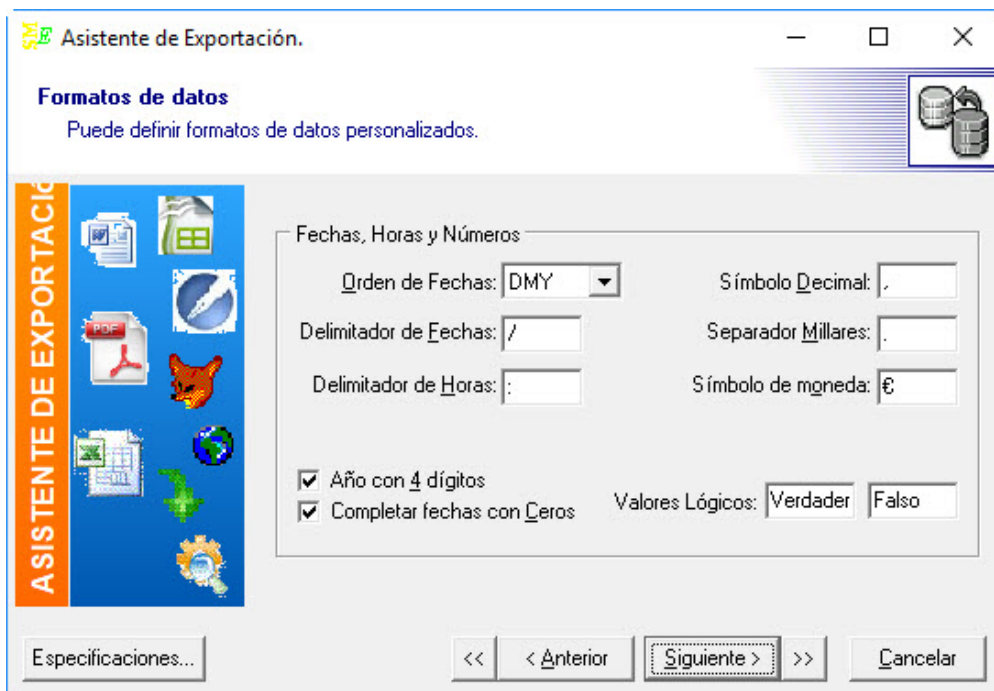 SME Asistente de Exportación.
Formatos de datos
Puede definir formatos de datos personalizados.
ASISTENTE DE EXPORTACIÓ
PDF
Fechas, Horas y Números
Orden de Fechas: DMY
Símbolo Decimal: ,
Delimitador de Fechas: /
Separador Millares: .
Delimitador de Horas: :
Símbolo de moneda: €
Año con 4 dígitos
Completar fechas con Ceros
Valores Lógicos: Verdader Falso
Especificaciones... << < Anterior Siguiente > >> Cancelar